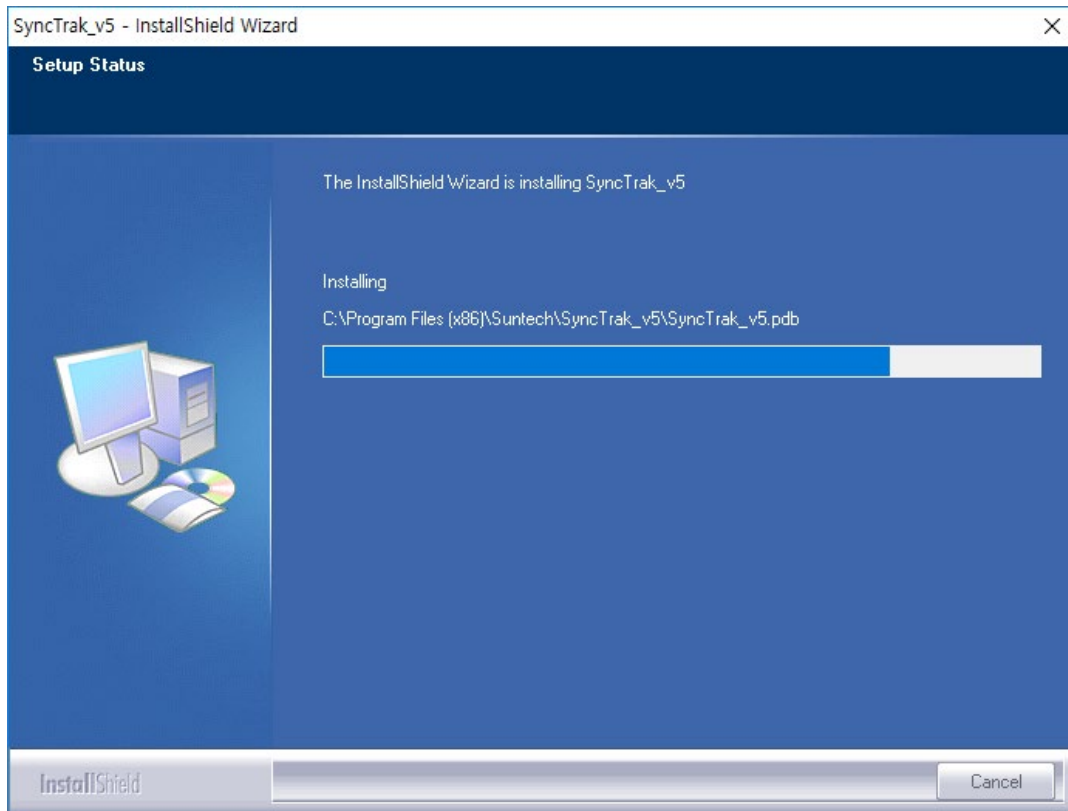 SyncTrak_v5 - InstallShield Wizard
Setup Status
The InstallShield Wizard is installing SyncTrak_v5
Installing
C:\Program Files (x86)\Suntech\SyncTrak_v5\SyncTrak_v5.pdb
InstallShield
Cancel